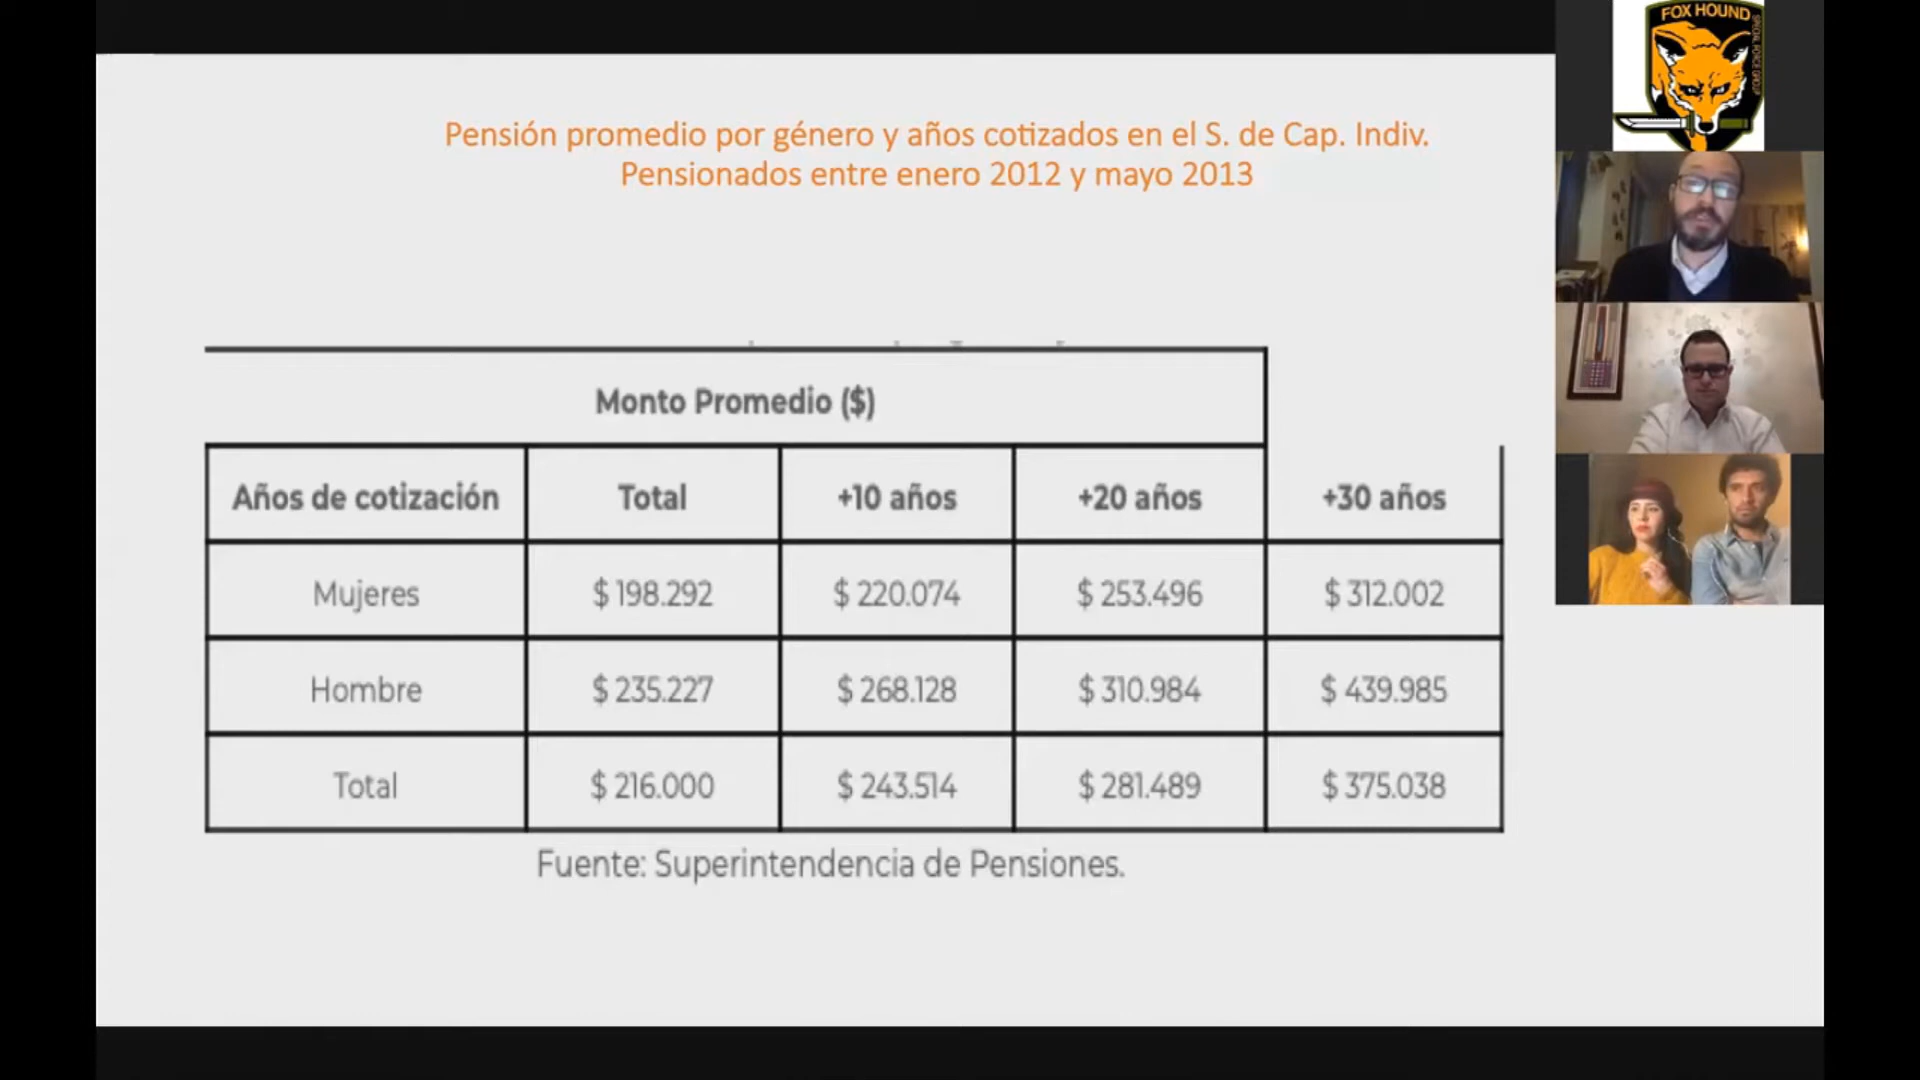 Pensión promedio por género y años cotizados en el S. de Cap. Indiv.
Pensionados entre enero 2012 y mayo 2013
Monto Promedio ($)
Años de cotización Total +10 años +20 años +30 años
Mujeres $ 198.292 $ 220.074 $ 253.496 $ 312.002
Hombre $ 235.227 $ 268.128 $ 310.984 $ 439.985
Total $ 216.000 $ 243.514 $ 281.489 $ 375.038
Fuente: Superintendencia de Pensiones.
FOX HOUND
SPECIAL FORCE GROUP